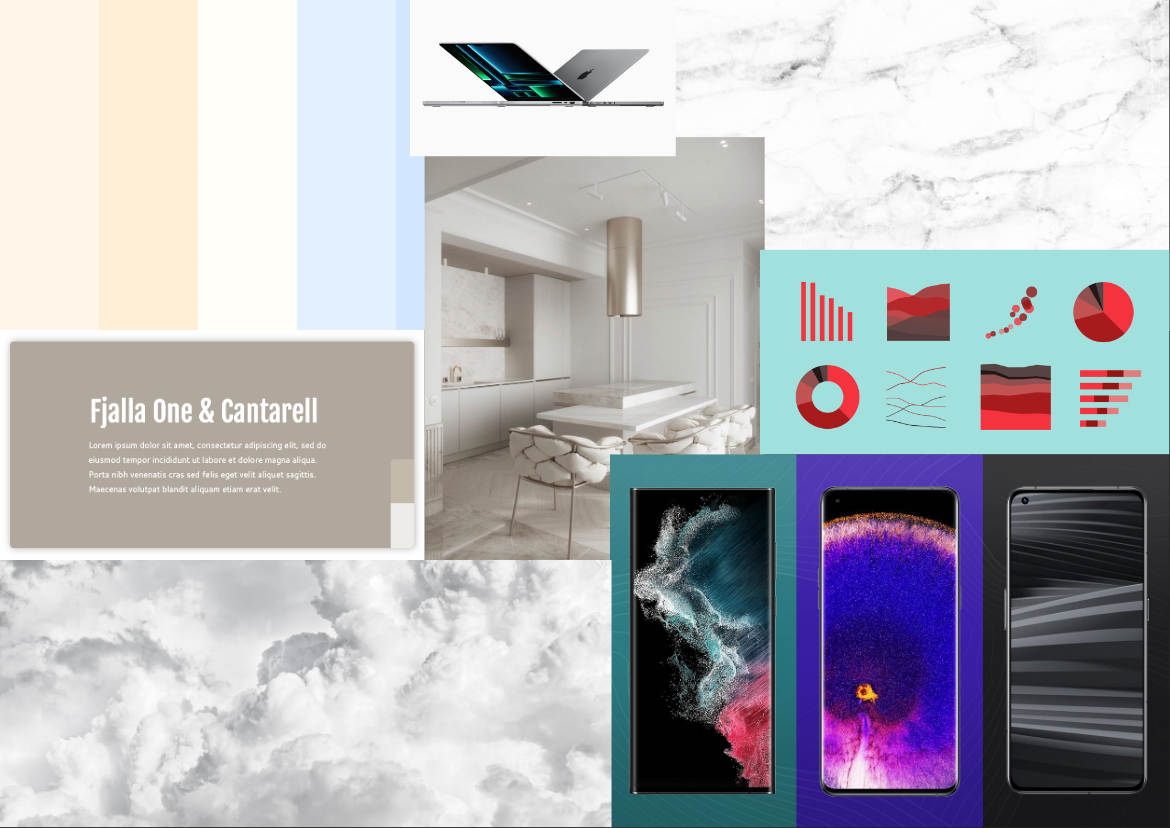 Fjalla One & Cantarell
Lorem ipsum dolor sit amet, consectetur adipiscing elit, sed do
eiusmod tempor incididunt ut labore et dolore magna aliqua.
Porta nibh venenatis cras sed felis eget velit aliquet sagittis.
Maecenas volutpat blandit aliquam etiam erat velit.